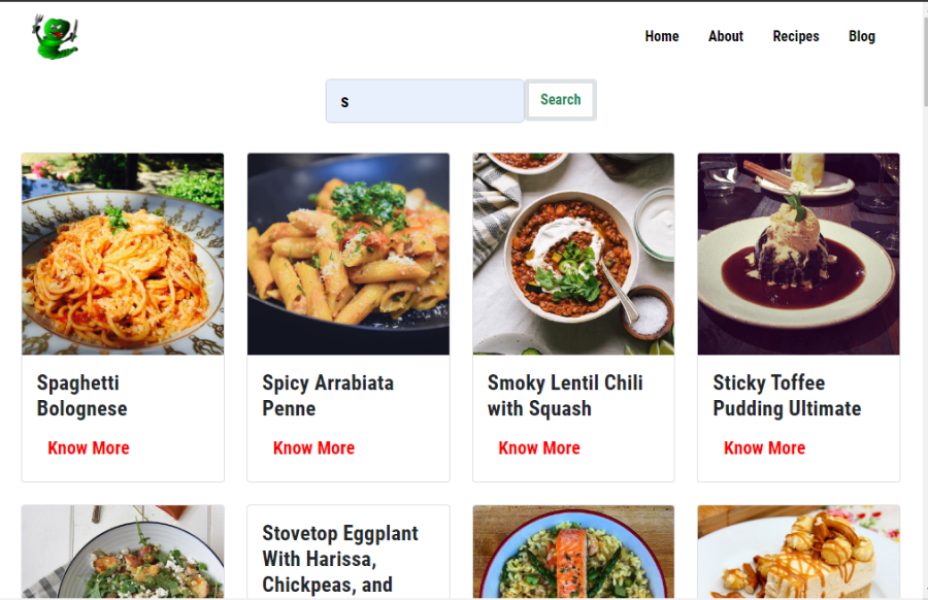 Home About Recipes Blog
s Search
Spaghetti
Bolognese
Know More
Spicy Arrabiata
Penne
Know More
Smoky Lentil Chili
with Squash
Know More
Sticky Toffee
Pudding Ultimate
Know More
Stovetop Eggplant
With Harissa,
Chickpeas, and